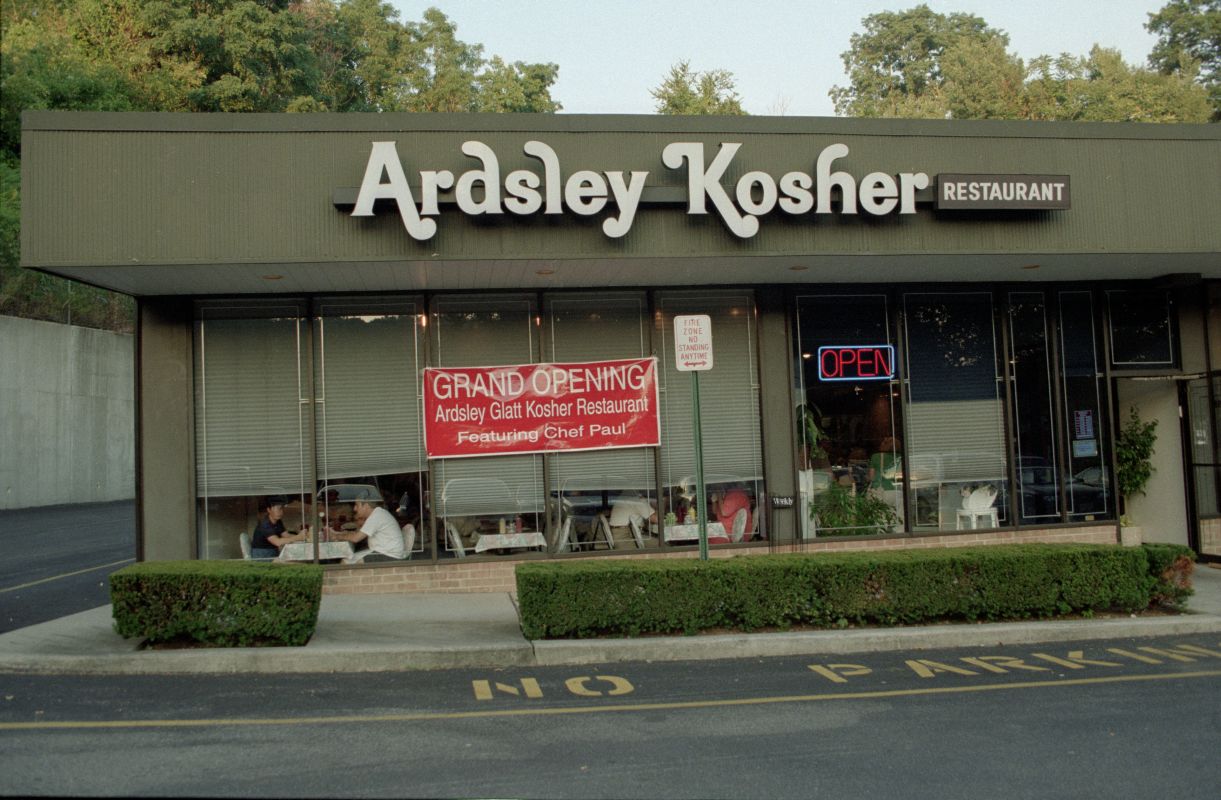 Ardsley Kosher
RESTAURANT
FIRE
ZONE
NO
STANDING
ANYTIME
OPEN
GRAND OPENING
Ardsley Glatt Kosher Restaurant
Featuring Chef Paul
Weekly
NO PARKING